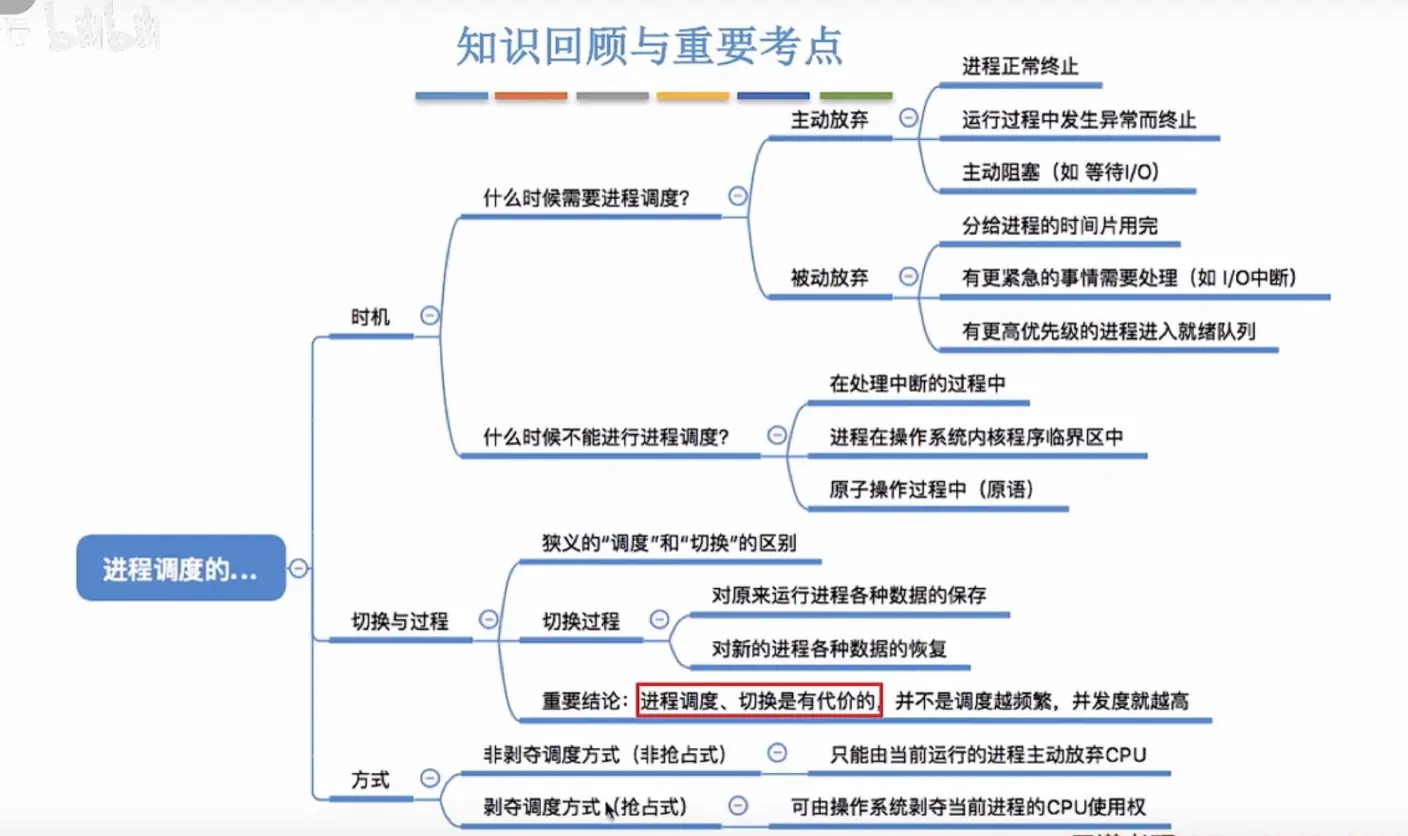 bilibili
知识回顾与重要考点
进程正常终止
主动放弃
运行过程中发生异常而终止
主动阻塞（如 等待I/O）
什么时候需要进程调度？
分给进程的时间片用完
被动放弃
有更紧急的事情需要处理（如 I/O中断）
有更高优先级的进程进入就绪队列
时机
在处理中断的过程中
什么时候不能进行进程调度？
进程在操作系统内核程序临界区中
原子操作过程中（原语）
狭义的“调度”和“切换”的区别
进程调度的...
对原来运行进程各种数据的保存
切换与过程
切换过程
对新的进程各种数据的恢复
重要结论：进程调度、切换是有代价的，并不是调度越频繁，并发度就越高
非剥夺调度方式（非抢占式）
只能由当前运行的进程主动放弃CPU
方式
剥夺调度方式（抢占式）
可由操作系统剥夺当前进程的CPU使用权